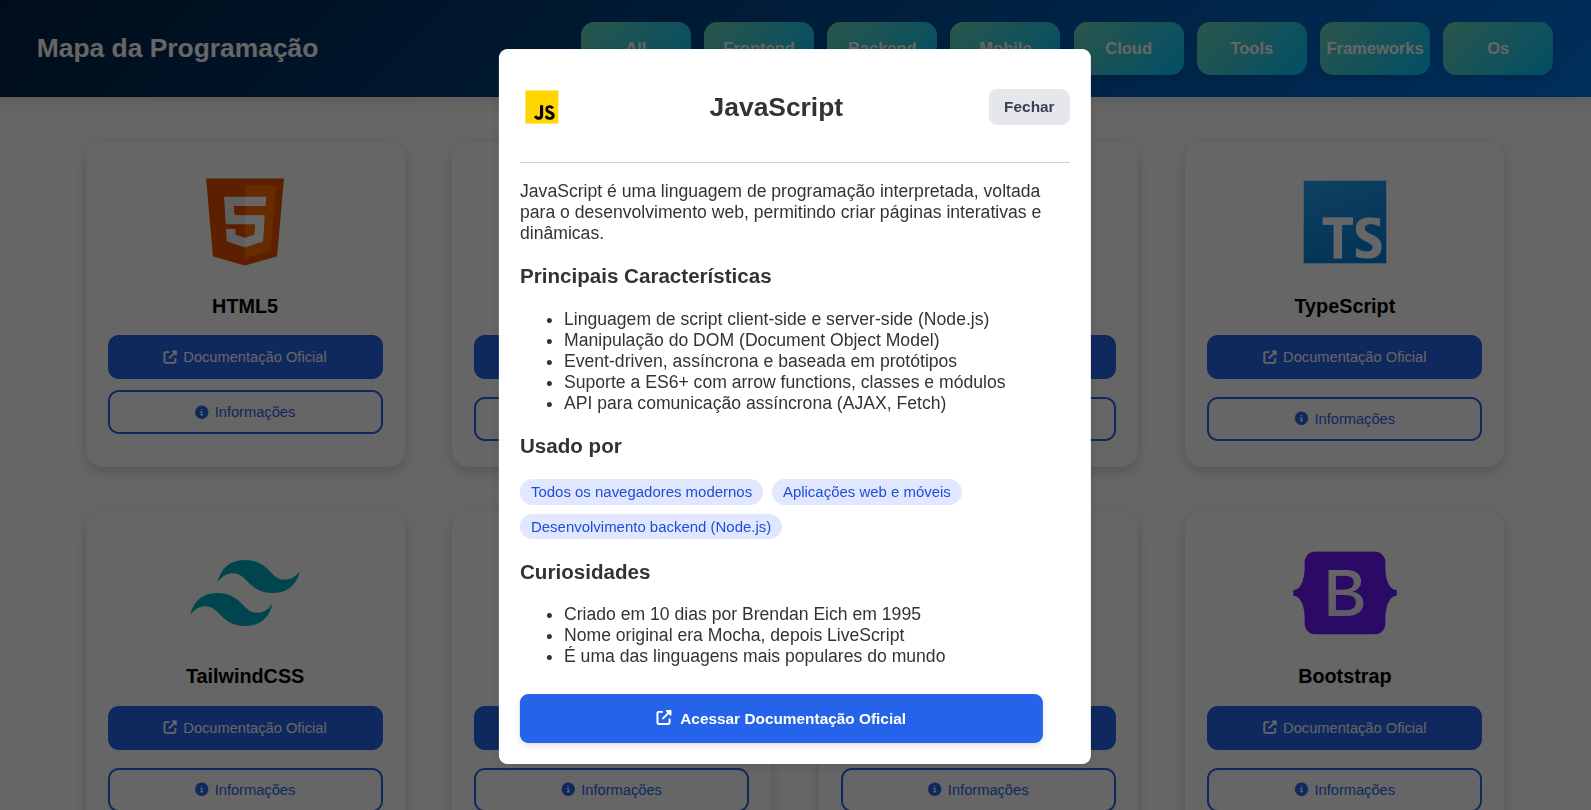 Mapa da Programação
All
Frontend
Backend
Mobile
Cloud
Tools
Frameworks
Os
JS
JavaScript
Fechar
JavaScript é uma linguagem de programação interpretada, voltada
para o desenvolvimento web, permitindo criar páginas interativas e
dinâmicas.
Principais Características
Linguagem de script client-side e server-side (Node.js)
Manipulação do DOM (Document Object Model)
Event-driven, assíncrona e baseada em protótipos
Suporte a ES6+ com arrow functions, classes e módulos
API para comunicação assíncrona (AJAX, Fetch)
Usado por
Todos os navegadores modernos
Aplicações web e móveis
Desenvolvimento backend (Node.js)
Curiosidades
Criado em 10 dias por Brendan Eich em 1995
Nome original era Mocha, depois LiveScript
É uma das linguagens mais populares do mundo
Acessar Documentação Oficial
5
HTML5
Documentação Oficial
Informações
TS
TypeScript
Documentação Oficial
Informações
TailwindCSS
Documentação Oficial
Informações
Informações
Informações
B
Bootstrap
Documentação Oficial
Informações